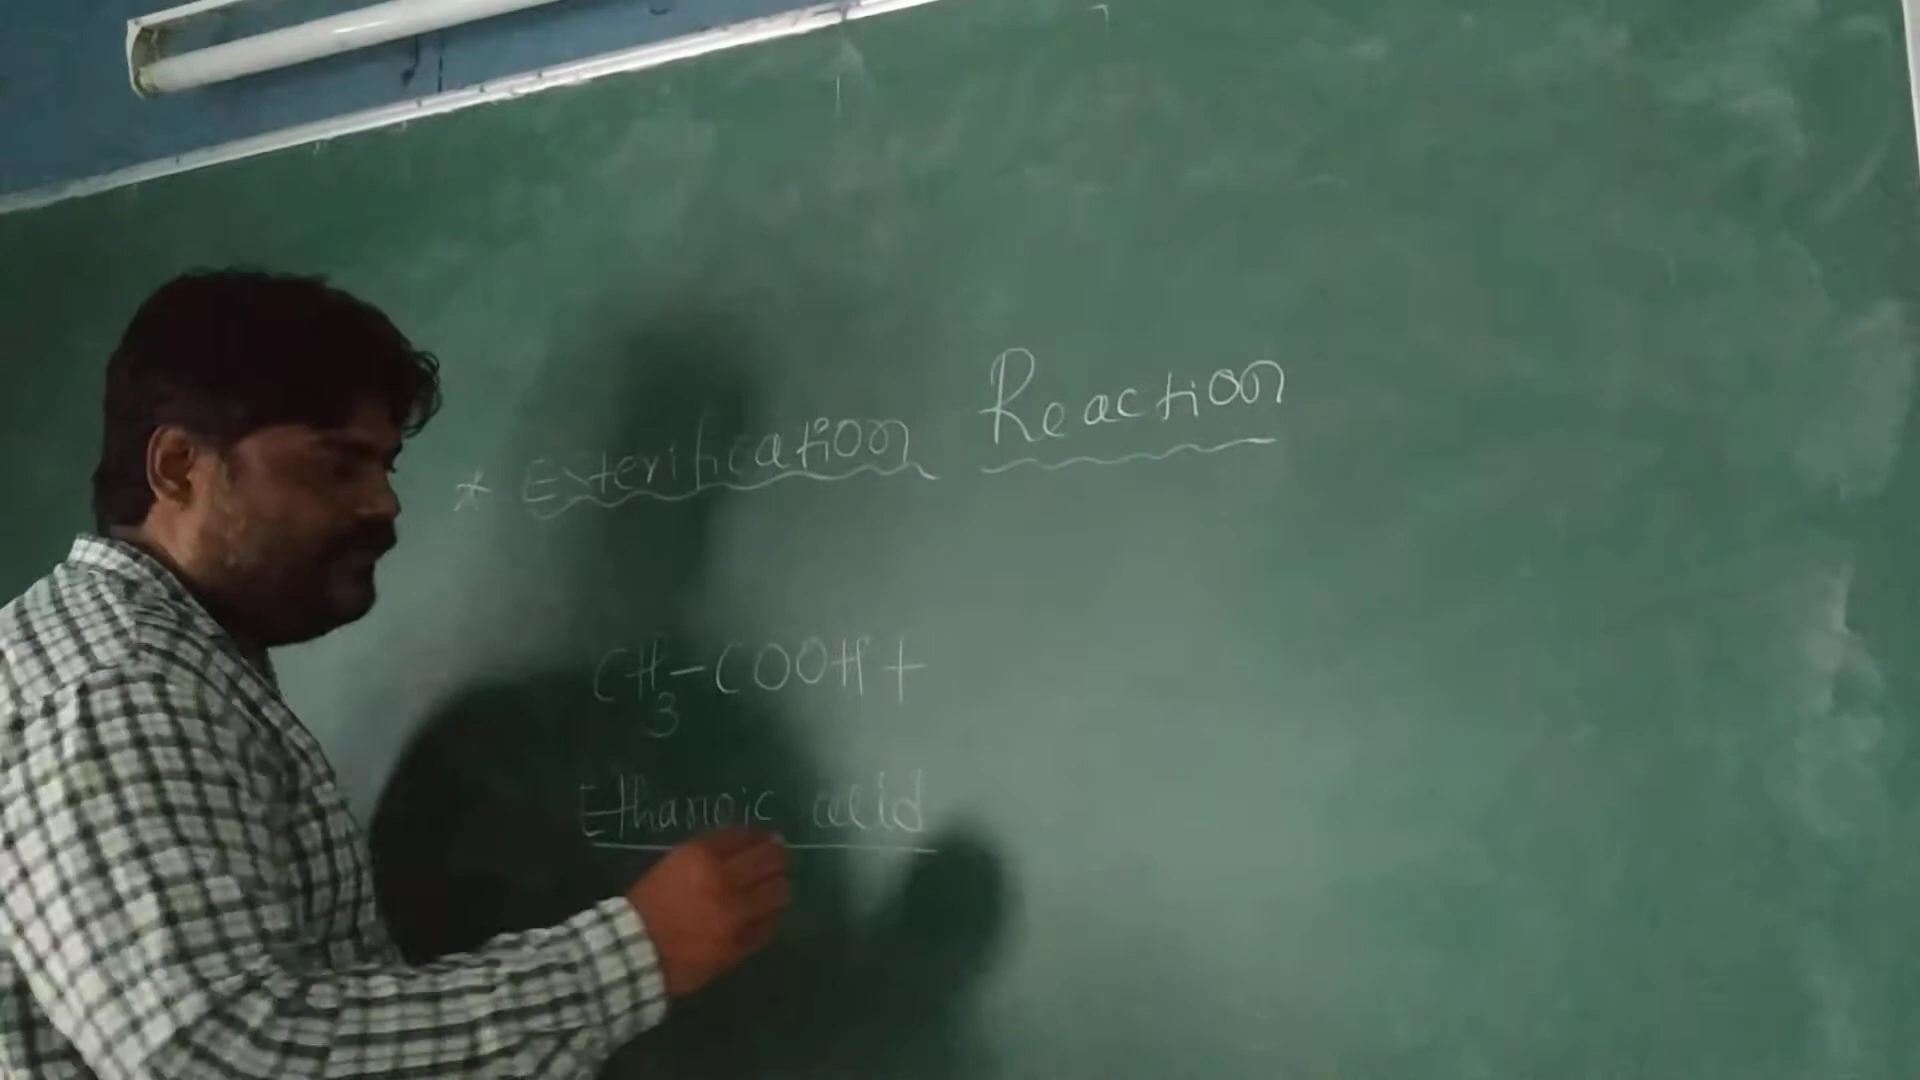 * Esterification Reaction
CH₃-COOH +
Ethanoic acid